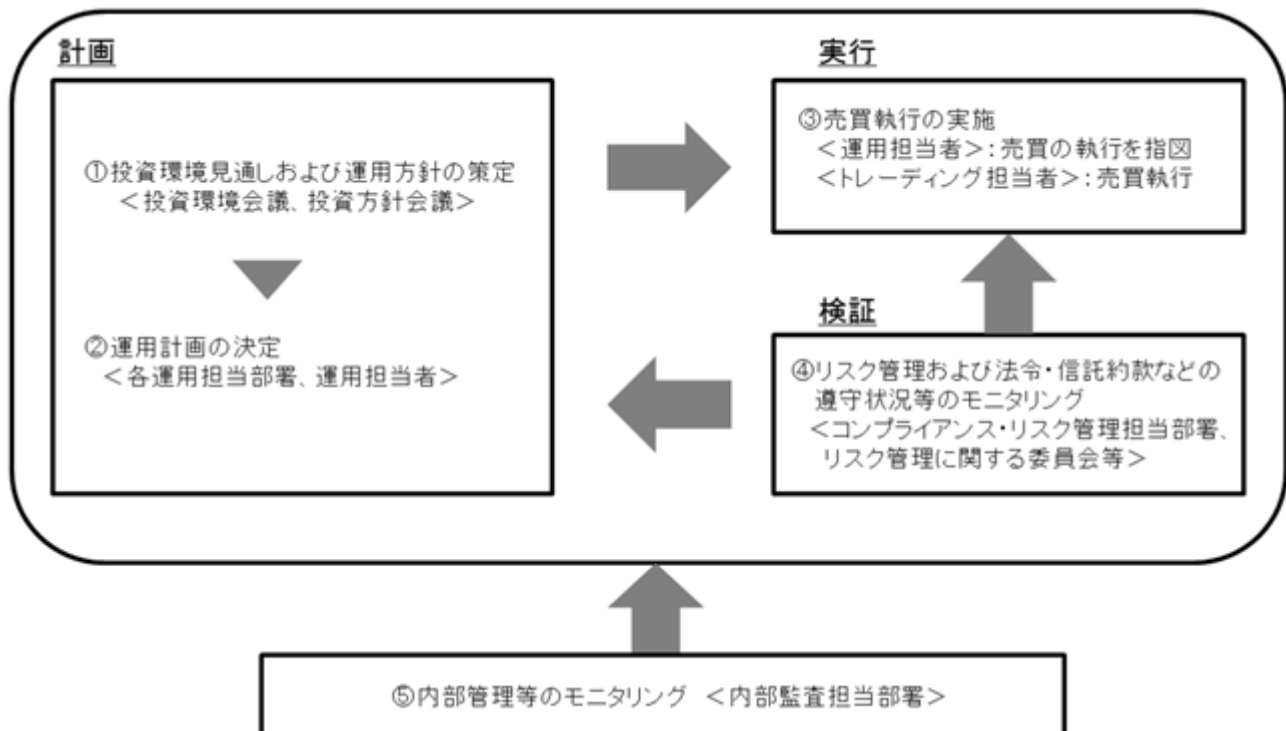 計画
①投資環境見通しおよび運用方針の策定
＜投資環境会議、投資方針会議＞
②運用計画の決定
＜各運用担当部署、運用担当者＞
実行
③売買執行の実施
＜運用担当者＞：売買の執行を指図
＜トレーディング担当者＞：売買執行
検証
④リスク管理および法令・信託約款などの
遵守状況等のモニタリング
＜コンプライアンス・リスク管理担当部署、
リスク管理に関する委員会等＞
⑤内部管理等のモニタリング ＜内部監査担当部署＞